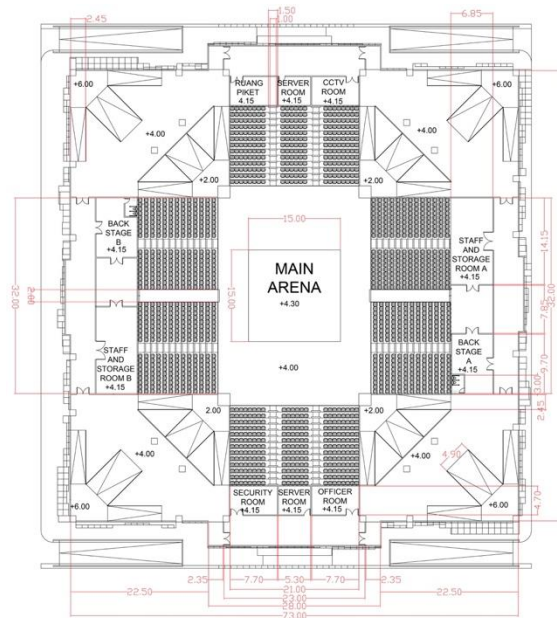 1.50
2.45
1.00
6.85
+6.00
RUANG
PIKET
4.15
SERVER
ROOM
+4.15
CCTV
ROOM
+4.15
+6.00
+4.00
+4.00
+2.00
+2.00
BACK
STAGE
B
+4.15
15.00
STAFF
AND
STORAGE
ROOM A
+4.15
14.15
32.00
2.00
15.00
MAIN
ARENA
+4.30
32.00
7.85
STAFF
AND
STORAGE
ROOM B
+4.15
+4.00
BACK
STAGE
A
+4.15
9.70
3.00
2.45
2.00
+2.00
+4.00
4.90
+4.00
+6.00
SECURITY
ROOM
+4.15
SERVER
ROOM
+4.15
OFFICER
ROOM
+4.15
+6.00
4.70
2.35
7.70
5.30
7.70
2.35
21.00
22.50
23.00
22.50
28.00
73.00